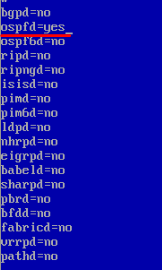 bgpd=no
ospfd=yes_
ospf6d=no
ripd=no
ripngd=no
isisd=no
pimd=no
pim6d=no
ldpd=no
nhrpd=no
eigrpd=no
babeld=no
sharpd=no
pbrd=no
bfdd=no
fabricd=no
vrrpd=no
pathd=no